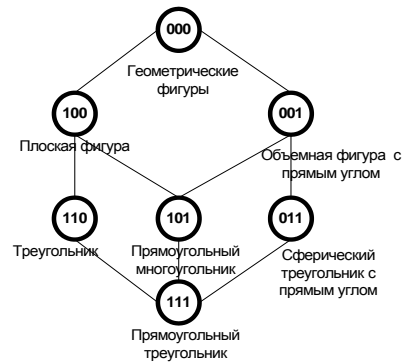 000
Геометрические
фигуры
100
001
Плоская фигура
Объемная фигура с
прямым углом
110
101
011
Треугольник
Прямоугольный
многоугольник
Сферический
треугольник с
прямым углом
111
Прямоугольный
треугольник